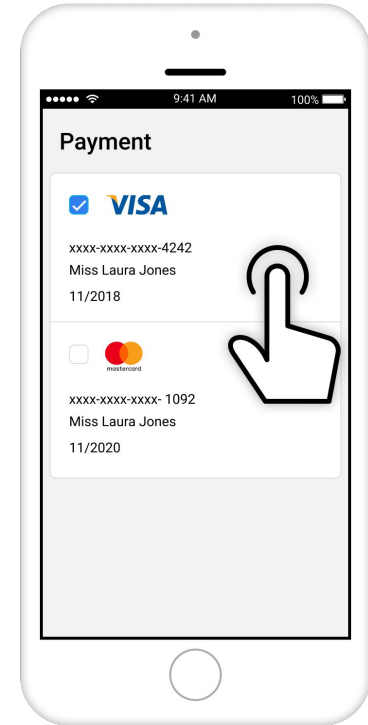 9:41 AM 100%
Payment
VISA
xxxx-xxxx-xxxx-4242
Miss Laura Jones
11/2018
mastercard.
xxxx-xxxx-xxxx- 1092
Miss Laura Jones
11/2020